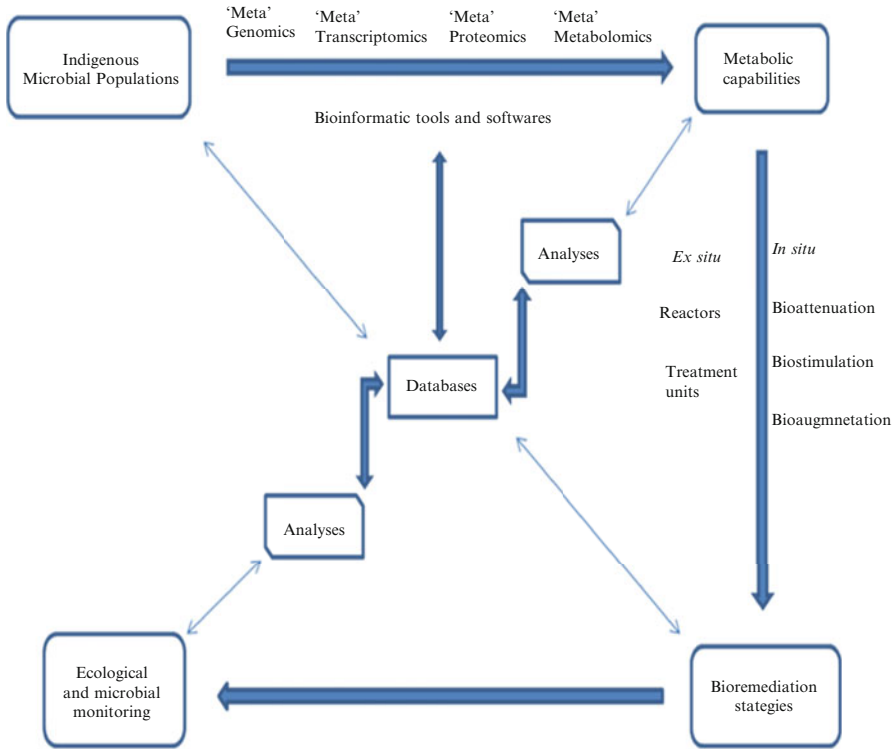 ‘Meta’ Genomics
‘Meta’ Transcriptomics
‘Meta’ Proteomics
‘Meta’ Metabolomics
Indigenous
Microbial Populations
Metabolic
capabilities
Bioinformatic tools and softwares
Analyses
Ex situ
In situ
Reactors
Bioattenuation
Treatment
units
Biostimulation
Bioaugmnetation
Databases
Analyses
Ecological
and microbial
monitoring
Bioremediation
stategies